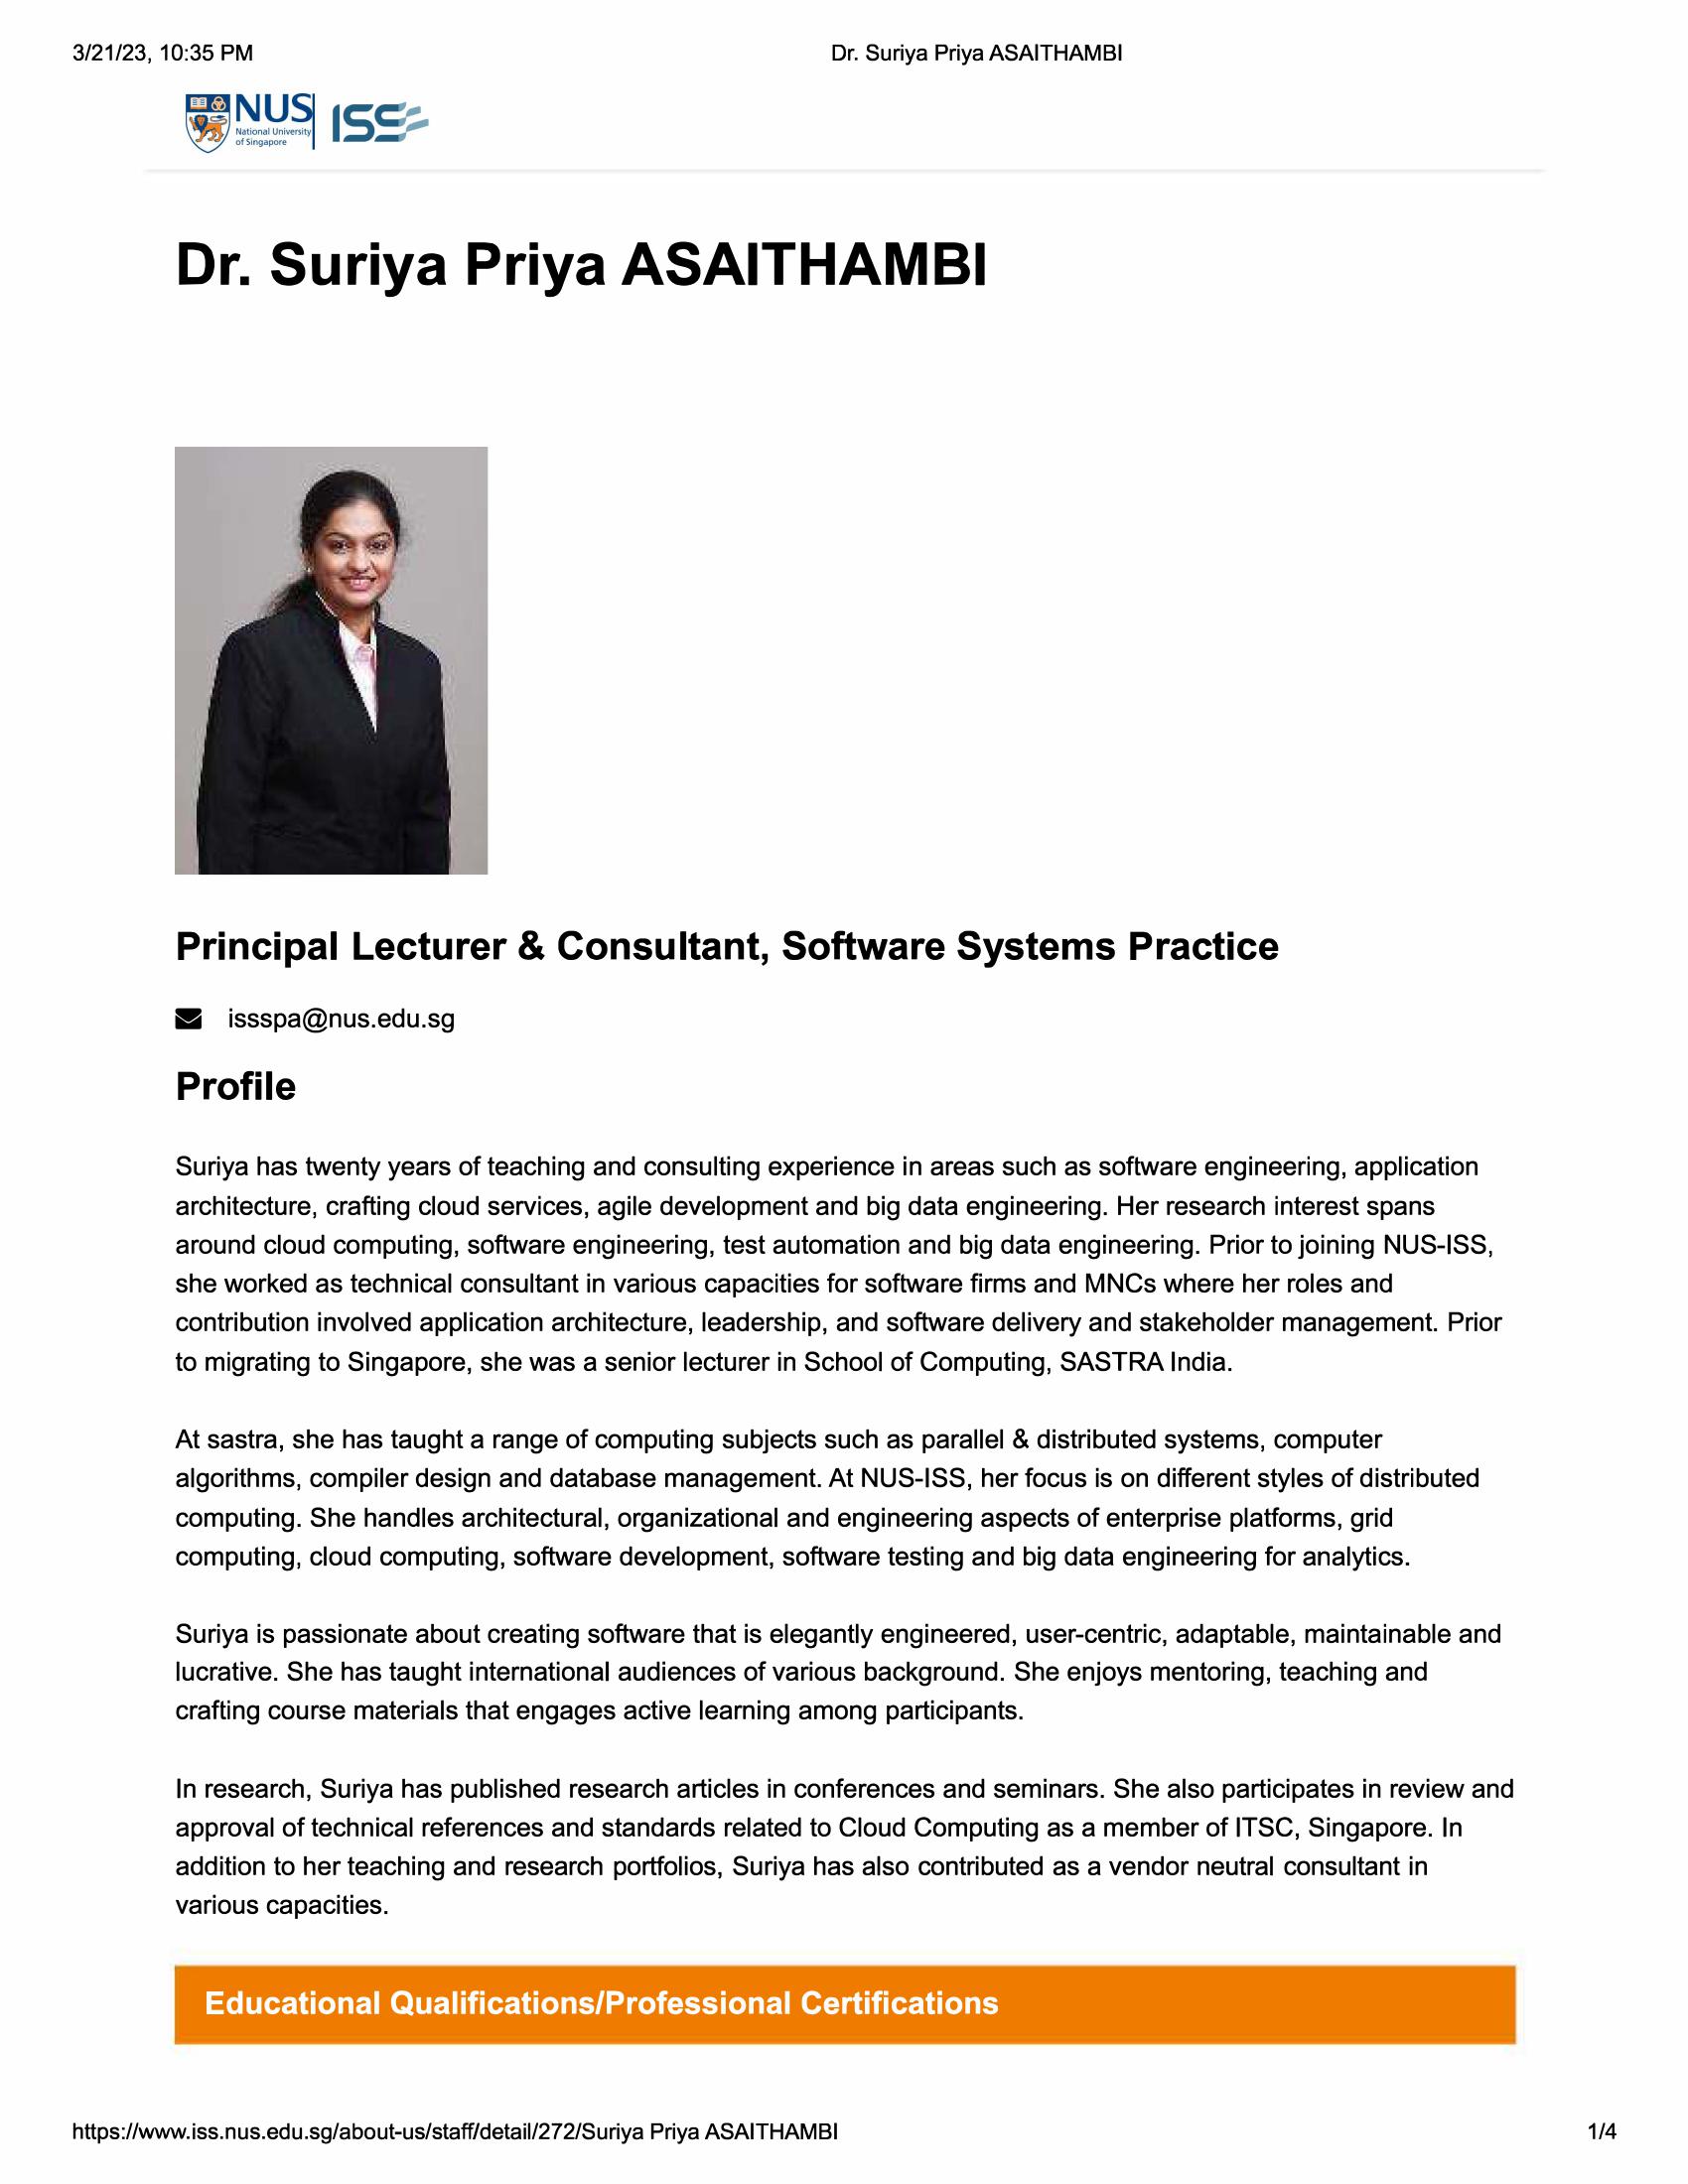 3/21/23, 10:35 PM
Dr. Suriya Priya ASAITHAMBI
NUS
National University
of Singapore
ISS
Dr. Suriya Priya ASAITHAMBI
Principal Lecturer & Consultant, Software Systems Practice
issspa@nus.edu.sg
Profile
Suriya has twenty years of teaching and consulting experience in areas such as software engineering, application
architecture, crafting cloud services, agile development and big data engineering. Her research interest spans
around cloud computing, software engineering, test automation and big data engineering. Prior to joining NUS-ISS,
she worked as technical consultant in various capacities for software firms and MNCs where her roles and
contribution involved application architecture, leadership, and software delivery and stakeholder management. Prior
to migrating to Singapore, she was a senior lecturer in School of Computing, SASTRA India.
At sastra, she has taught a range of computing subjects such as parallel & distributed systems, computer
algorithms, compiler design and database management. At NUS-ISS, her focus is on different styles of distributed
computing. She handles architectural, organizational and engineering aspects of enterprise platforms, grid
computing, cloud computing, software development, software testing and big data engineering for analytics.
Suriya is passionate about creating software that is elegantly engineered, user-centric, adaptable, maintainable and
lucrative. She has taught international audiences of various background. She enjoys mentoring, teaching and
crafting course materials that engages active learning among participants.
In research, Suriya has published research articles in conferences and seminars. She also participates in review and
approval of technical references and standards related to Cloud Computing as a member of ITSC, Singapore. In
addition to her teaching and research portfolios, Suriya has also contributed as a vendor neutral consultant in
various capacities.
Educational Qualifications/Professional Certifications
https://www.iss.nus.edu.sg/about-us/staff/detail/272/Suriya Priya ASAITHAMBI
1/4